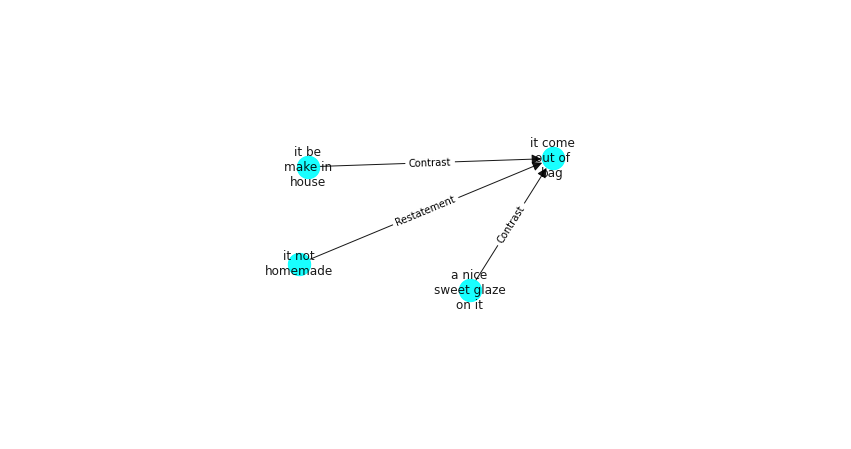 it be
make in
house
Contrast
it come
out of
bag
Restatement
Contrast
it not
homemade
a nice
sweet glaze
on it